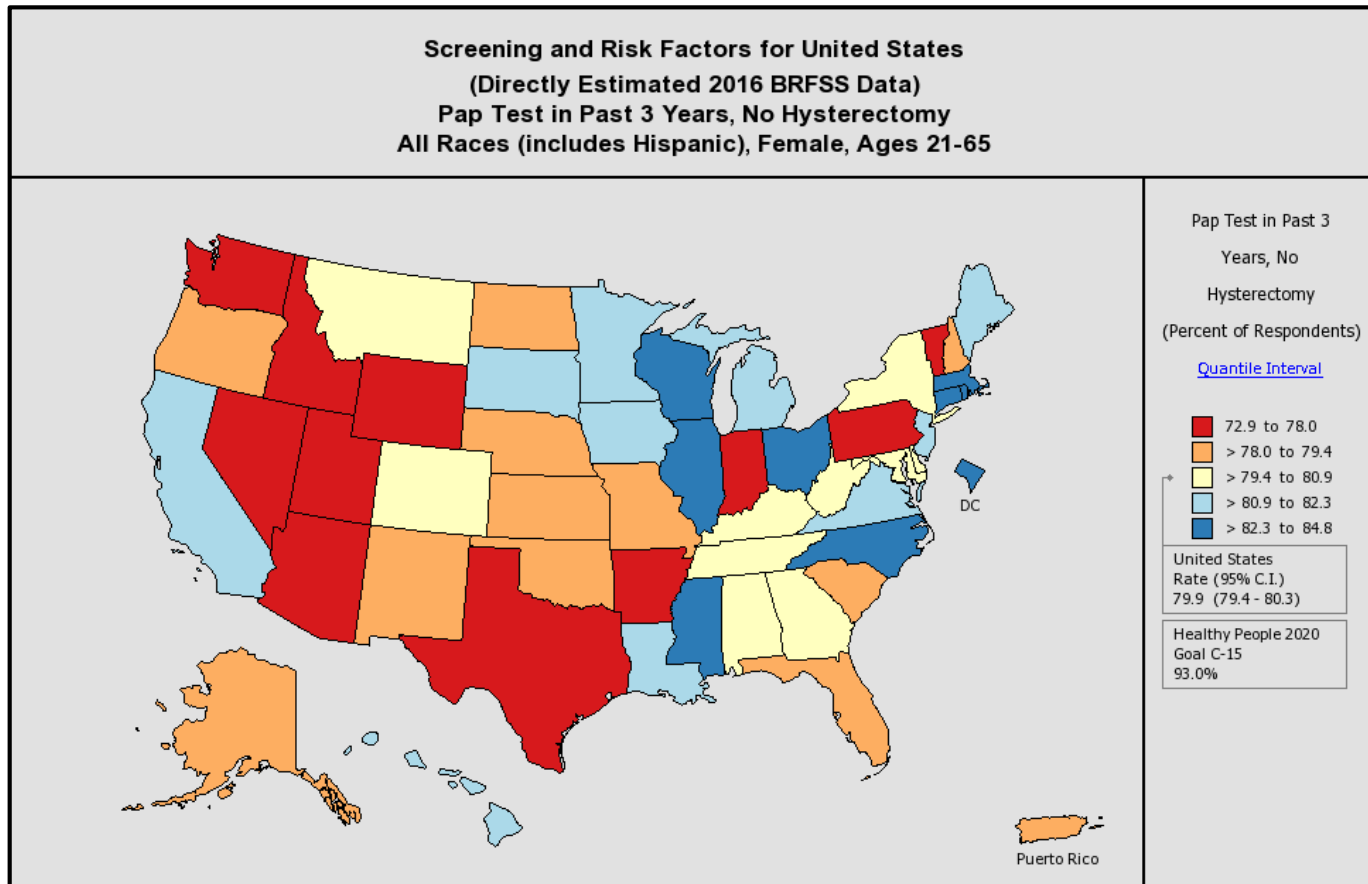 Screening and Risk Factors for United States
(Directly Estimated 2016 BRFSS Data)
Pap Test in Past 3 Years, No Hysterectomy
All Races (includes Hispanic), Female, Ages 21-65
Pap Test in Past 3
Years, No
Hysterectomy
(Percent of Respondents)
Quantile Interval
72.9 to 78.0
> 78.0 to 79.4
> 79.4 to 80.9
> 80.9 to 82.3
> 82.3 to 84.8
United States
Rate (95% C.I.)
79.9 (79.4 - 80.3)
Healthy People 2020
Goal C-15
93.0%
DC
Puerto Rico